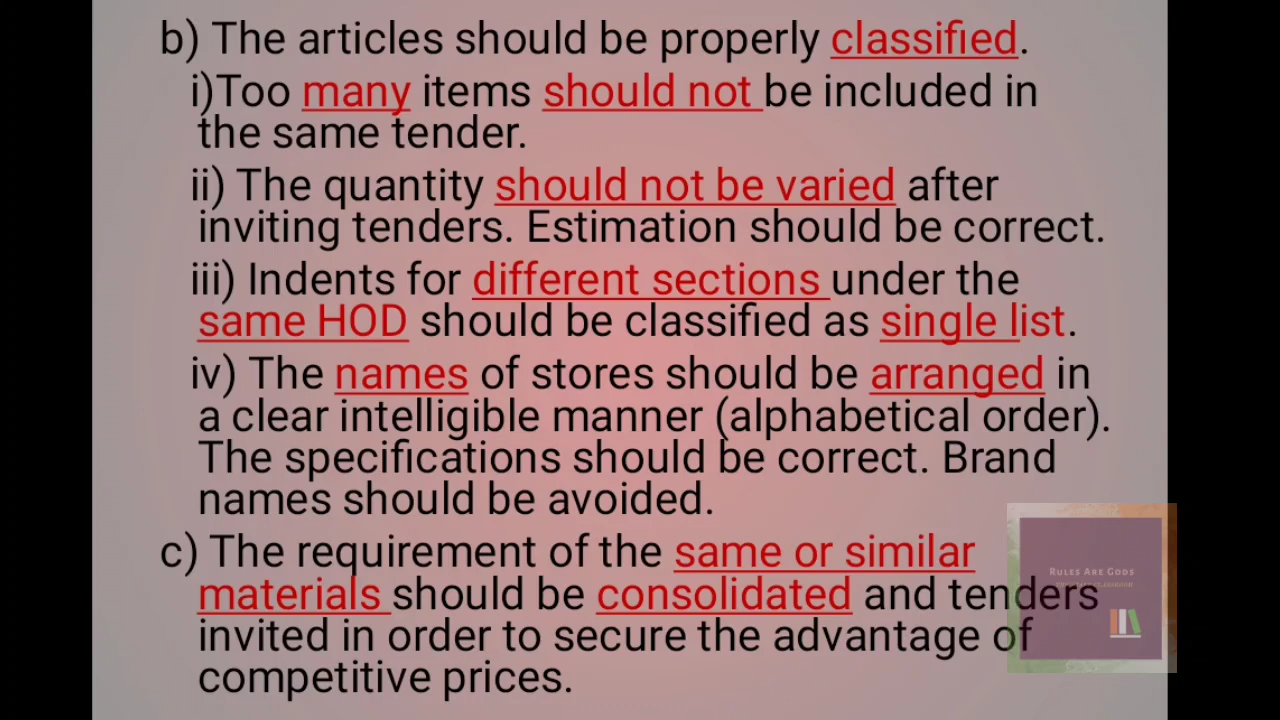 b) The articles should be properly classified.
i)Too many items should not be included in
the same tender.
ii) The quantity should not be varied after
inviting tenders. Estimation should be correct.
iii) Indents for different sections under the
same HOD should be classified as single list.
iv) The names of stores should be arranged in
a clear intelligible manner (alphabetical order).
The specifications should be correct. Brand
names should be avoided.
c) The requirement of the same or similar
materials should be consolidated and tenders
invited in order to secure the advantage of
competitive prices.
RULES ARE GODS